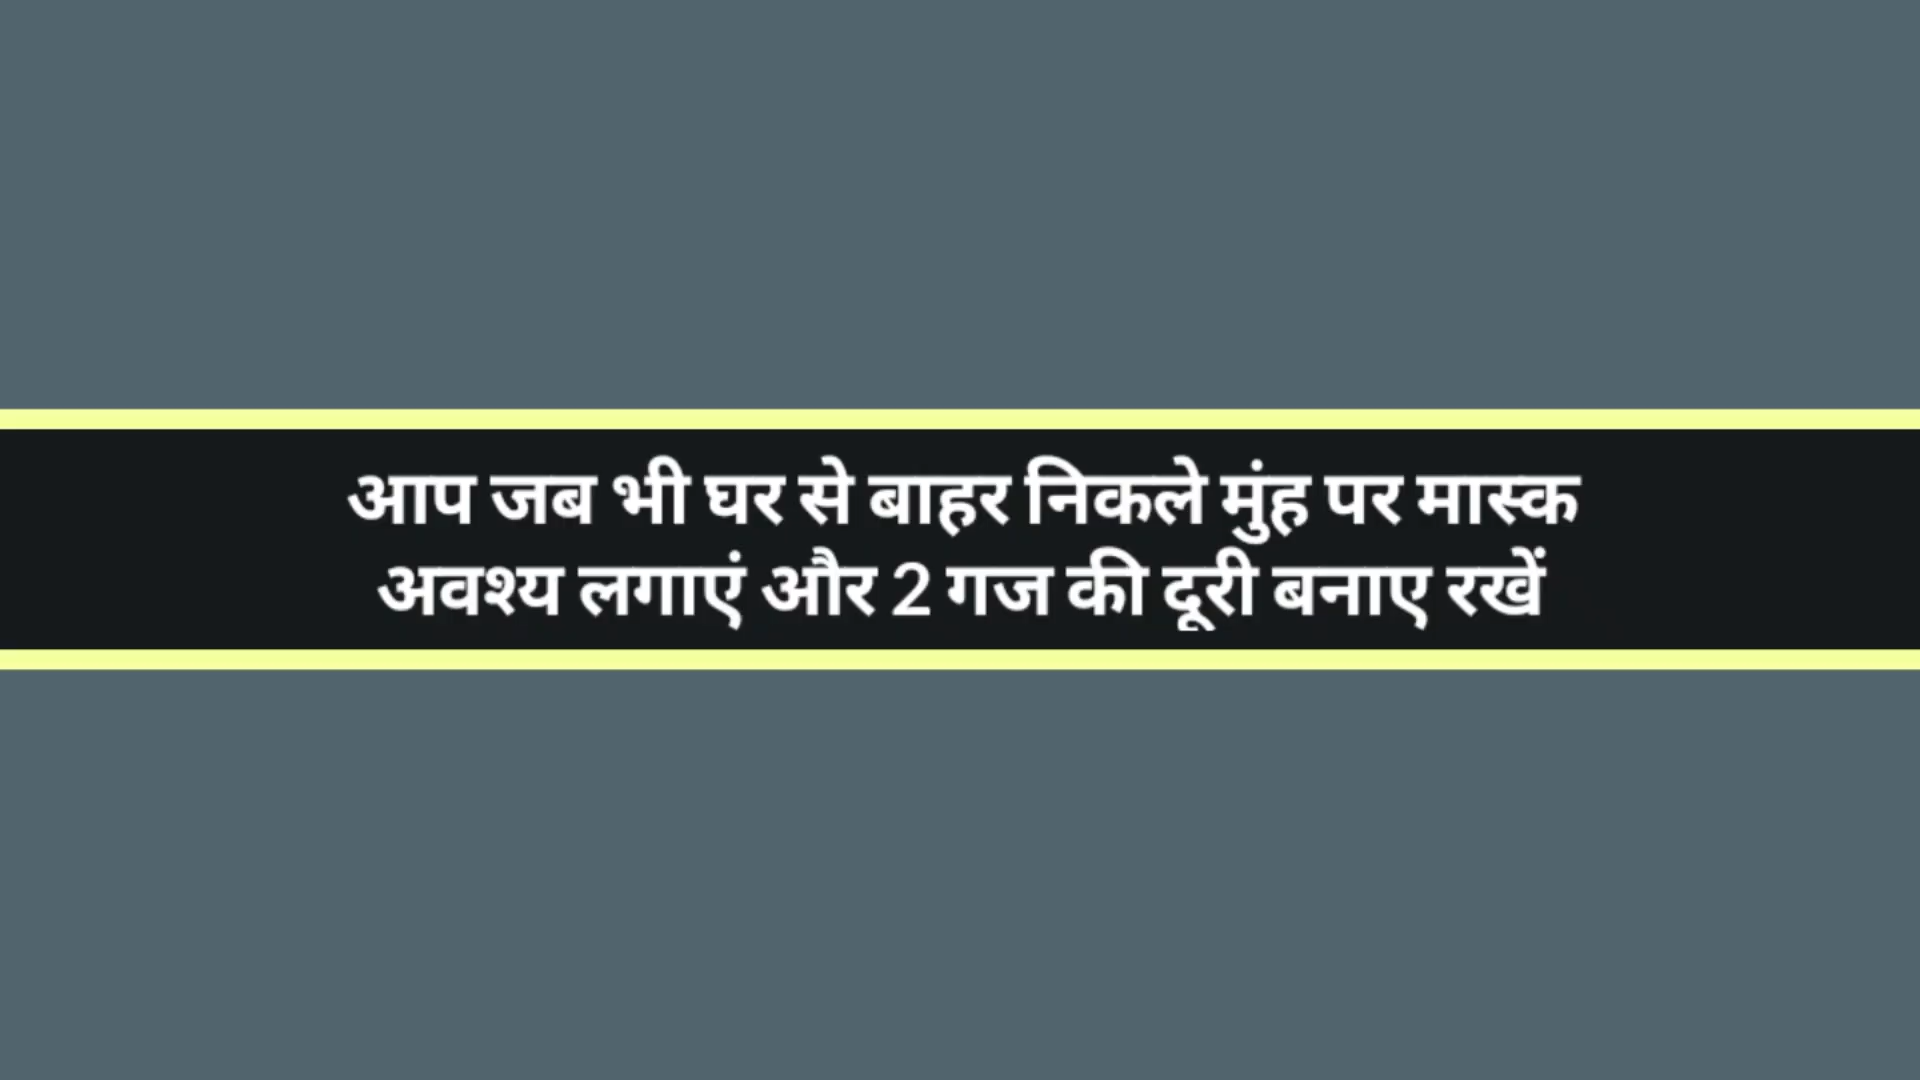 आप जब भी घर से बाहर निकले मुंह पर मास्क
अवश्य लगाएं और 2 गज की दूरी बनाए रखें